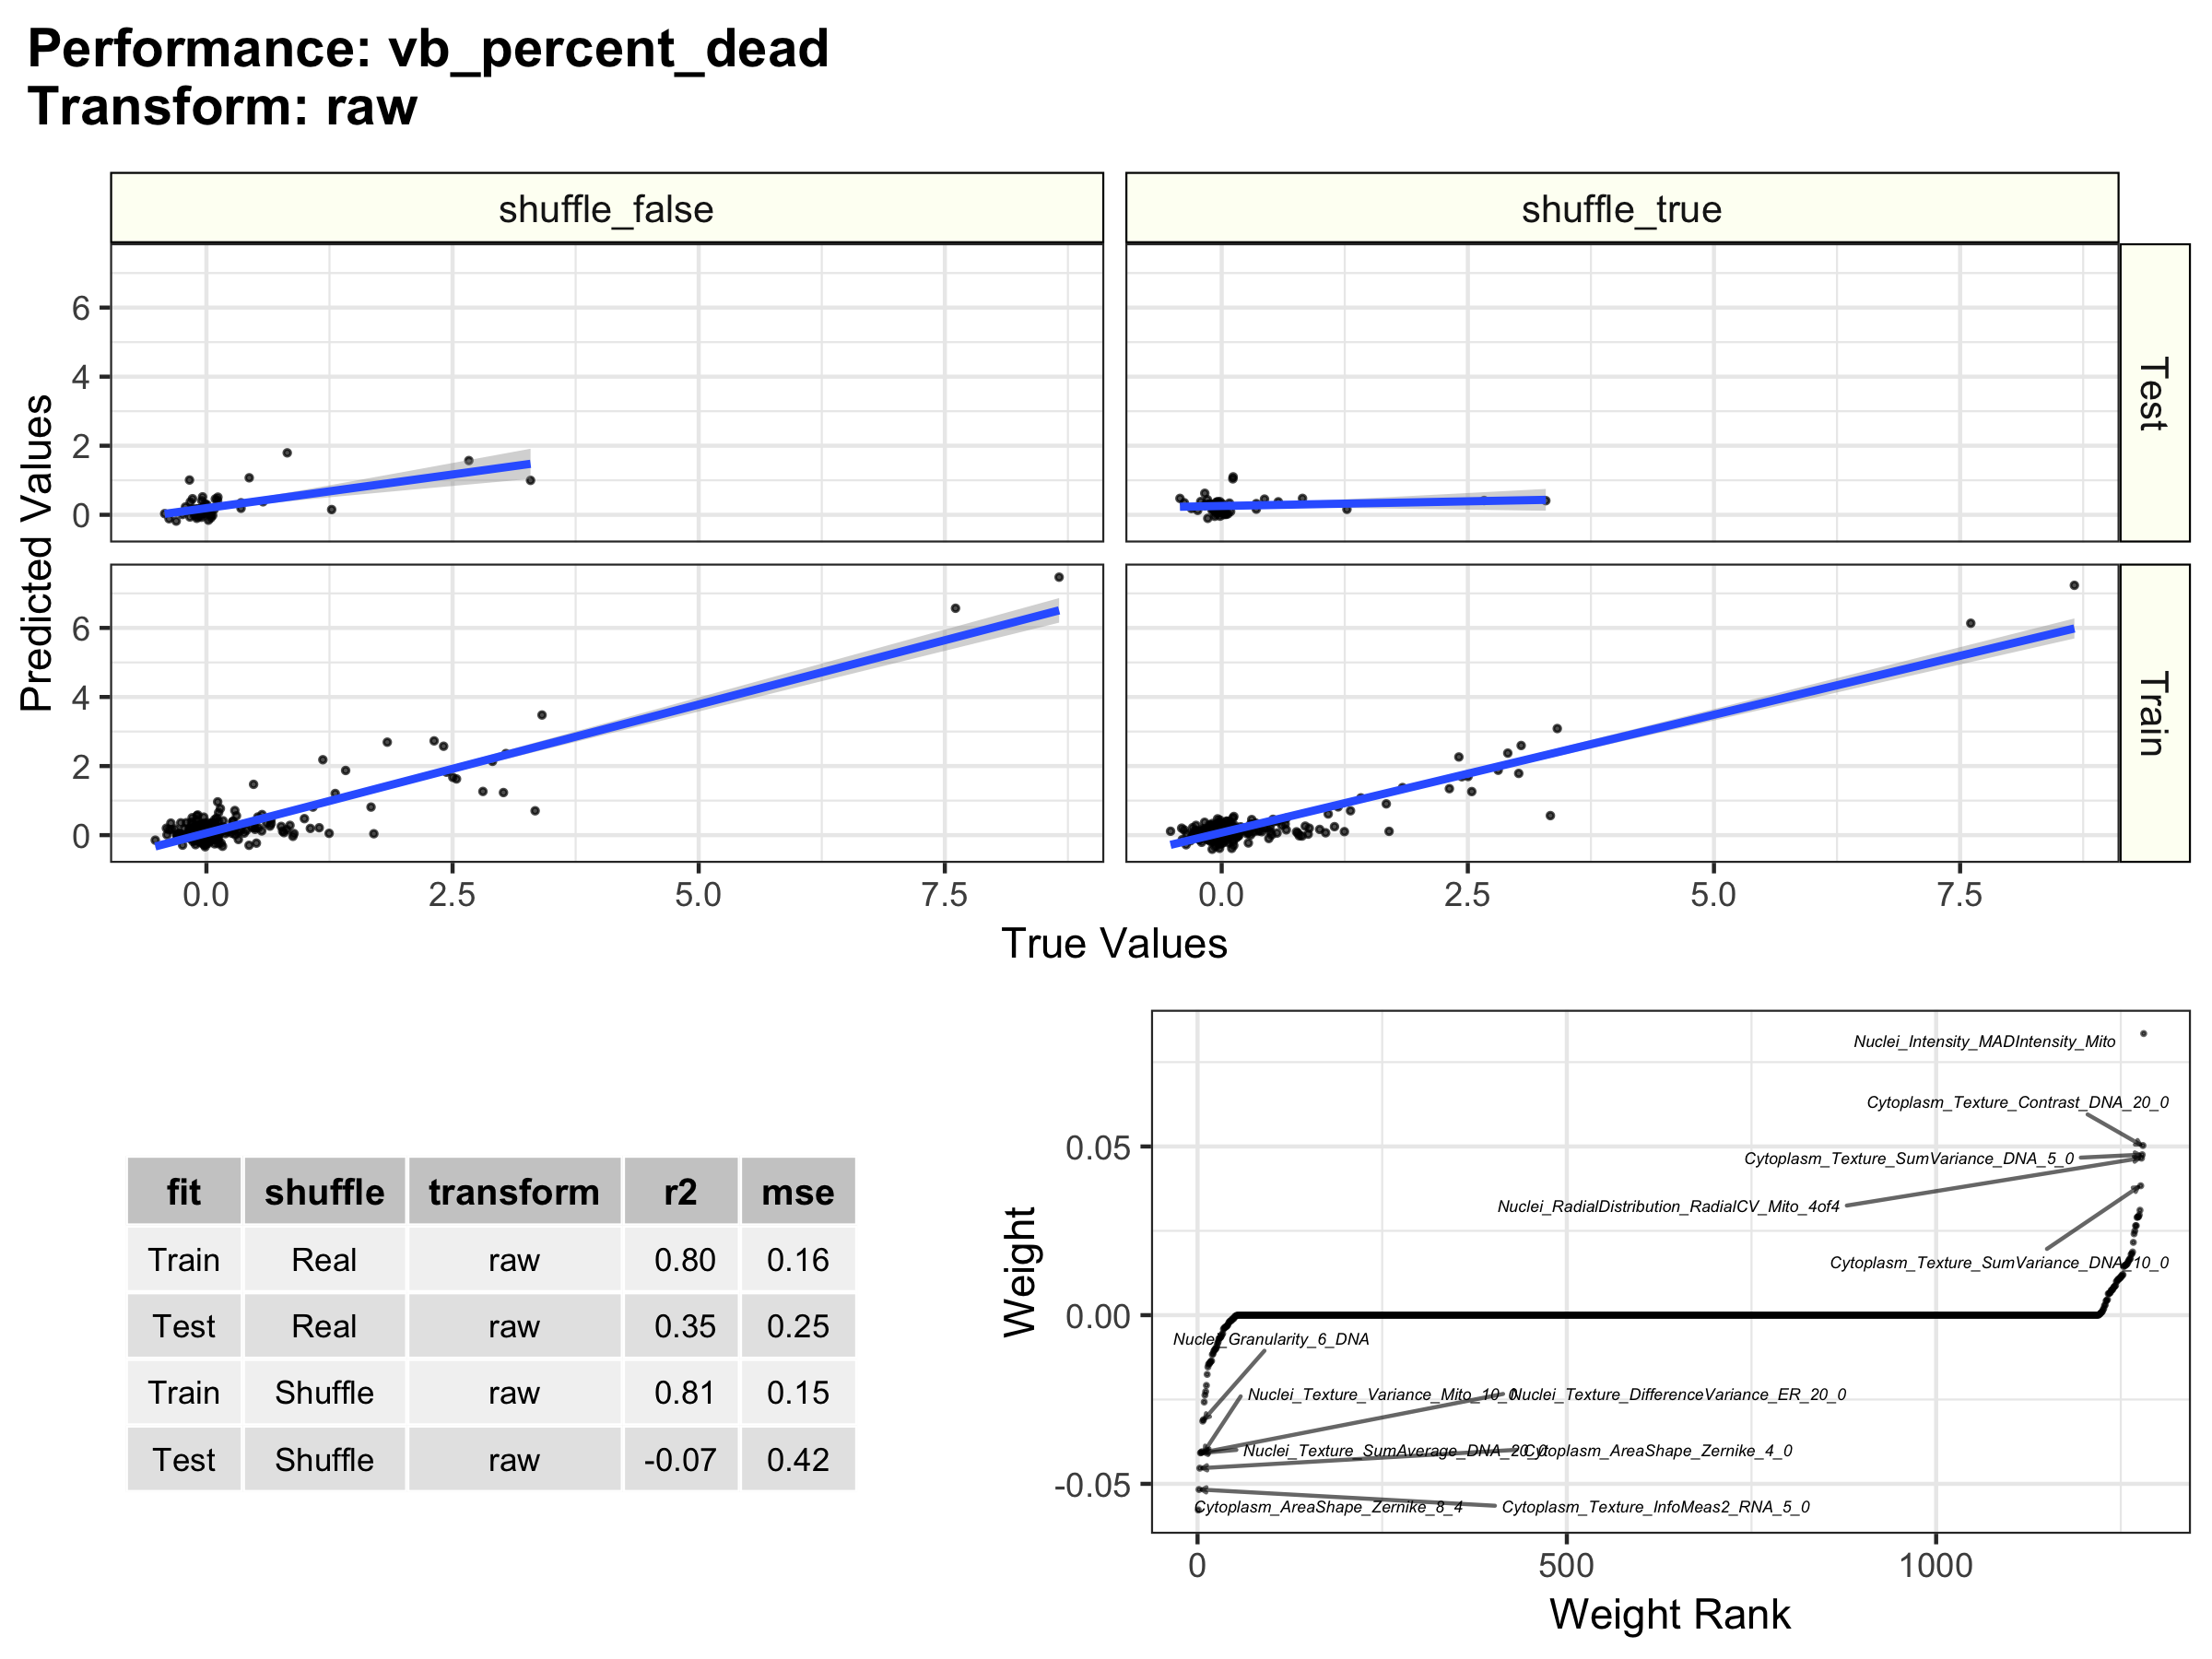 Performance: vb_percent_dead
Transform: raw
shuffle_false
shuffle_true
Test
Train
Predicted Values
6
4
2
0
6
4
2
0
0.0 2.5 5.0 7.5
0.0 2.5 5.0 7.5
True Values
fit shuffle transform r2 mse
Train Real raw 0.80 0.16
Test Real raw 0.35 0.25
Train Shuffle raw 0.81 0.15
Test Shuffle raw -0.07 0.42
Weight
0.05
0.00
-0.05
Nuclei_Intensity_MADIntensity_Mito
Cytoplasm_Texture_Contrast_DNA_20_0
Cytoplasm_Texture_SumVariance_DNA_5_0
Nuclei_RadialDistribution_RadialCV_Mito_4of4
Cytoplasm_Texture_SumVariance_DNA_10_0
Nuclei_Granularity_6_DNA
Nuclei_Texture_Variance_Mito_10_0
Nuclei_Texture_DifferenceVariance_ER_20_0
Nuclei_Texture_SumAverage_DNA_20_0
Cytoplasm_AreaShape_Zernike_4_0
Cytoplasm_AreaShape_Zernike_8_4
Cytoplasm_Texture_InfoMeas2_RNA_5_0
0 500 1000
Weight Rank